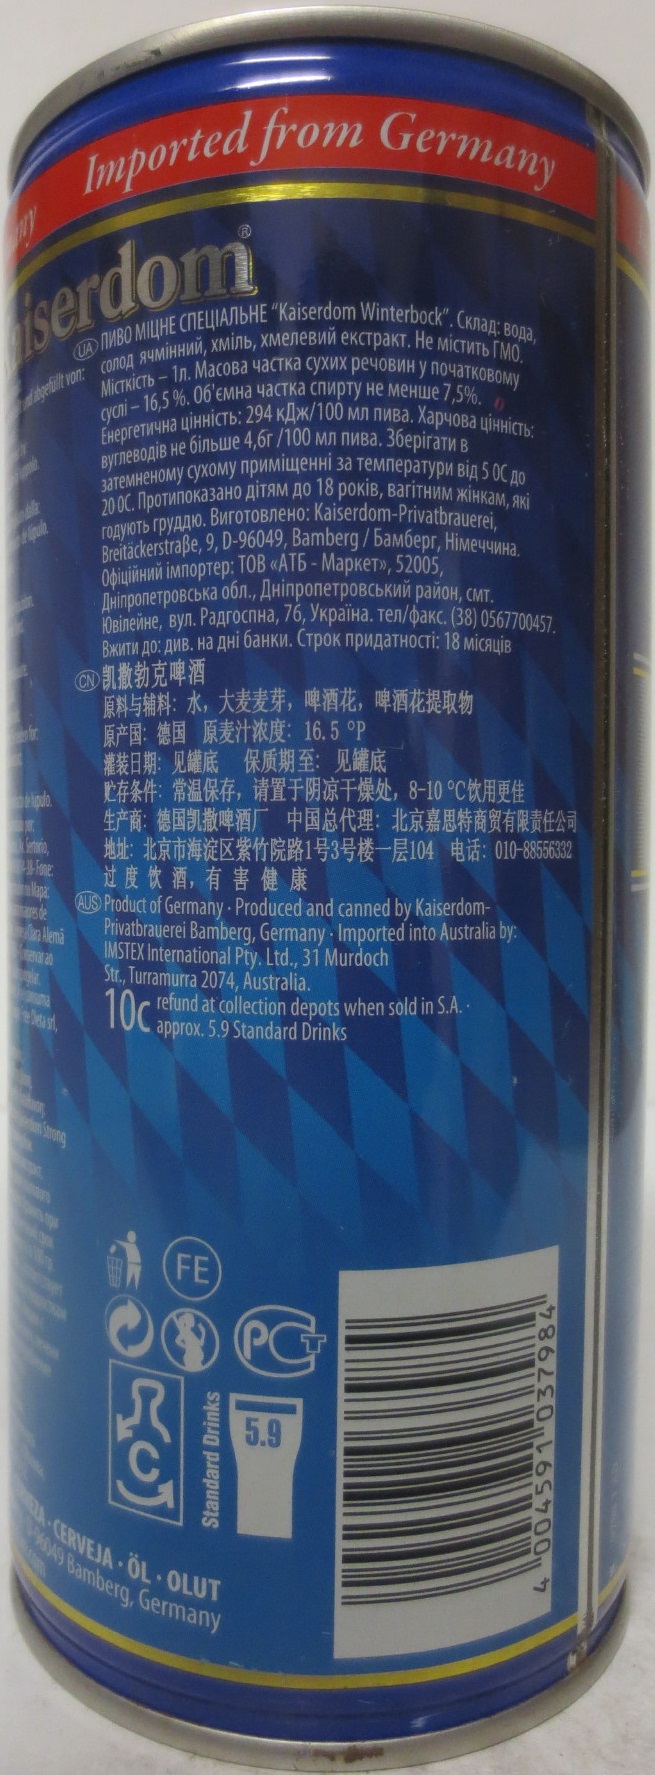 Imported from Germany
aiserdom®
und abgefüllt von:
UA ПИВО МІЦНЕ СПЕЦІАЛЬНЕ "Kaiserdom Winterbock". Склад: вода,
солод ячмінний, хміль, хмелевий екстракт. Не містить ГМО.
Місткість – 1л. Масова частка сухих речовин у початковому
суслі – 16,5 %. Об'ємна частка спирту не менше 7,5%.
Енергетична цінність: 294 кДж/100 мл пива. Харчова цінність:
вуглеводів не більше 4,6г /100 мл пива. Зберігати в
затемненому сухому приміщенні за температури від 5 0С до
20 0С. Протипоказано дітям до 18 років, вагітним жінкам, які
годують груддю. Виготовлено: Kaiserdom-Privatbrauerei,
Breitäckerstraße, 9, D-96049, Bamberg / Бамберг, Німеччина.
Офіційний імпортер: ТОВ «АТБ - Маркет», 52005,
Дніпропетровська обл., Дніпропетровський район, смт.
Ювілейне, вул. Радгоспна, 76, Україна. тел/факс. (38) 0567700457.
Вжити до: див. на дні банки. Строк придатності: 18 місяців
CN 凯撒勃克啤酒
原料与辅料: 水, 大麦麦芽, 啤酒花, 啤酒花提取物
原产国: 德国 原麦汁浓度: 16.5 °P
灌装日期: 见罐底 保质期至: 见罐底
贮存条件: 常温保存, 请置于阴凉干燥处, 8-10 °C饮用更佳
生产商: 德国凯撒啤酒厂 中国总代理: 北京嘉思特商贸有限责任公司
地址: 北京市海淀区紫竹院路1号3号楼一层104 电话: 010-88556332
过 度 饮 酒, 有 害 健 康
AUS Product of Germany · Produced and canned by Kaiserdom-
Privatbrauerei Bamberg, Germany · Imported into Australia by:
IMSTEX International Pty. Ltd., 31 Murdoch
Str., Turramurra 2074, Australia.
10c refund at collection depots when sold in S.A. ·
approx. 5.9 Standard Drinks
FE
PCT
C
Standard Drinks
5.9
4 004591 037984
CERVEJA · ÖL · OLUT
D-96049 Bamberg, Germany